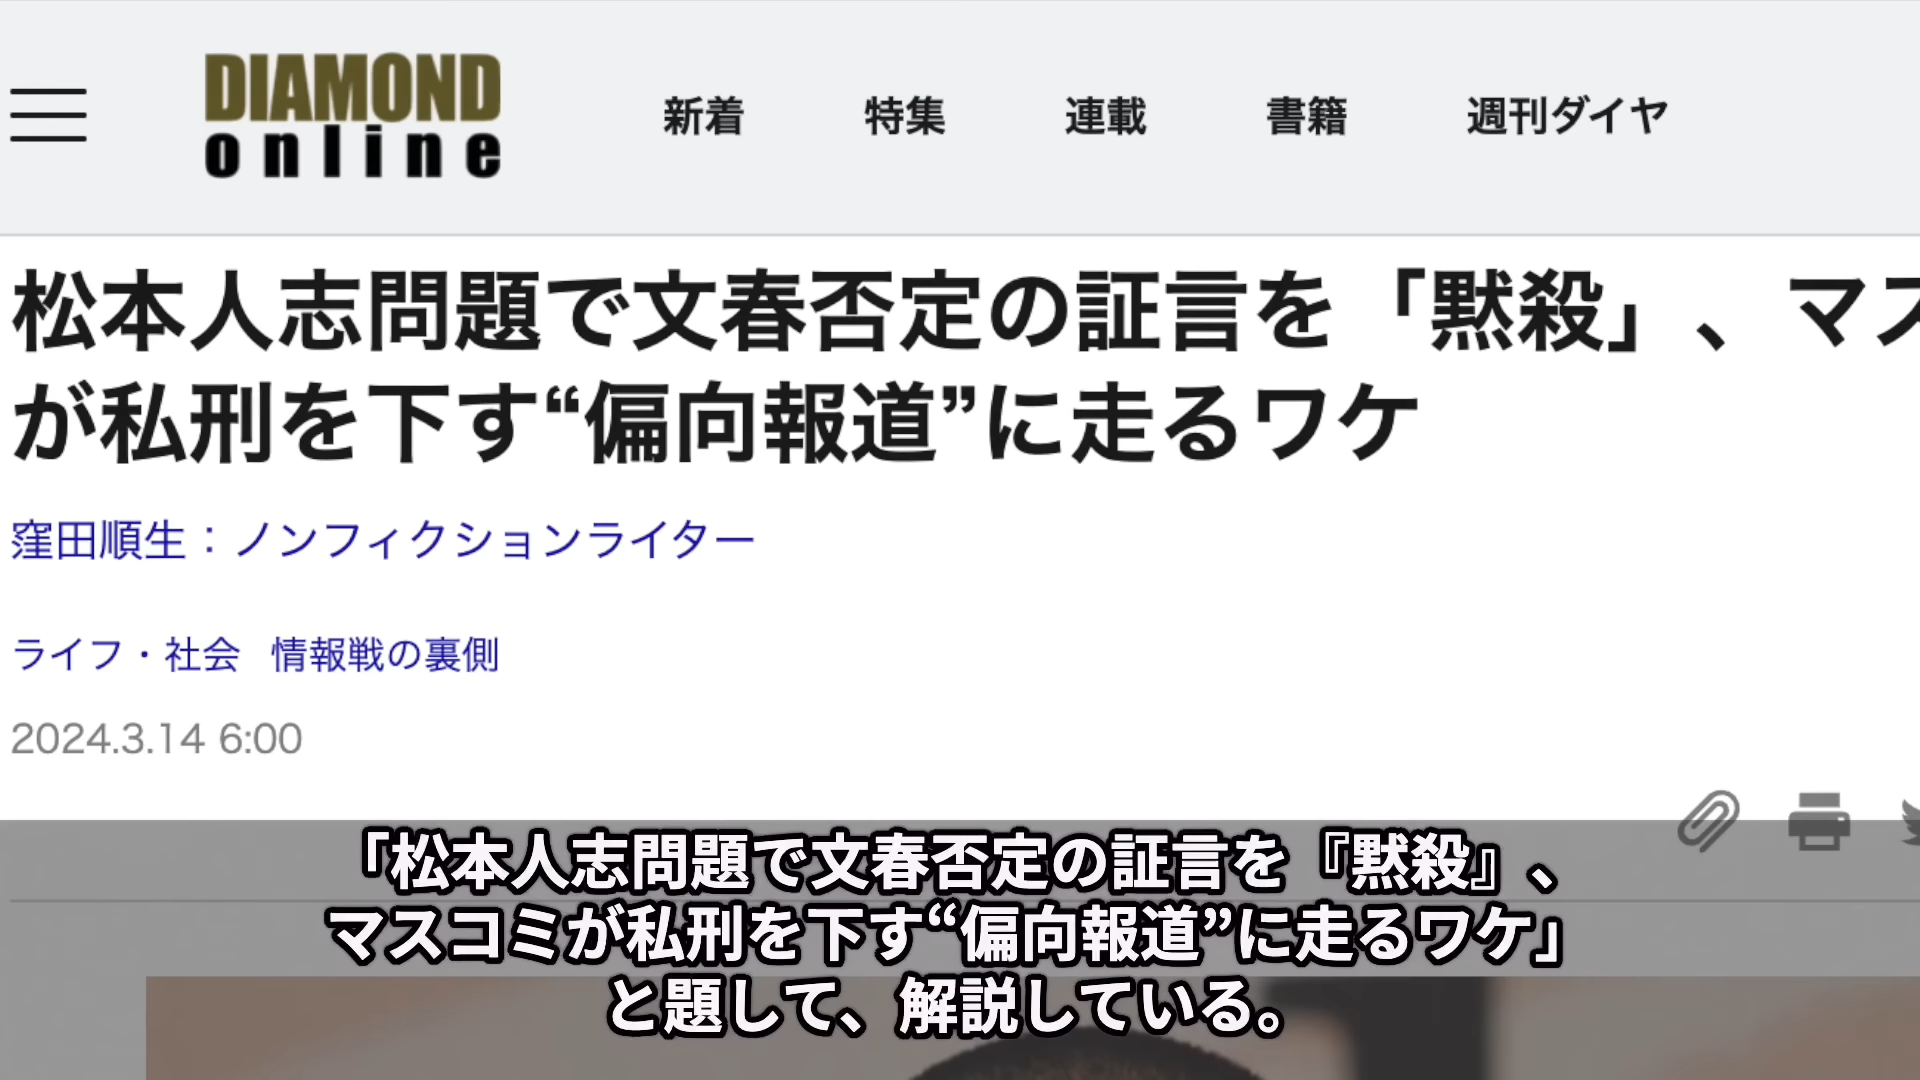 DIAMOND
online
新着 特集 連載 書籍 週刊ダイヤ
松本人志問題で文春否定の証言を「黙殺」、マス
が私刑を下す“偏向報道”に走るワケ
窪田順生：ノンフィクションライター
ライフ・社会 情報戦の裏側
2024.3.14 6:00
「松本人志問題で文春否定の証言を『黙殺』、
マスコミが私刑を下す“偏向報道”に走るワケ」
と題して、解説している。